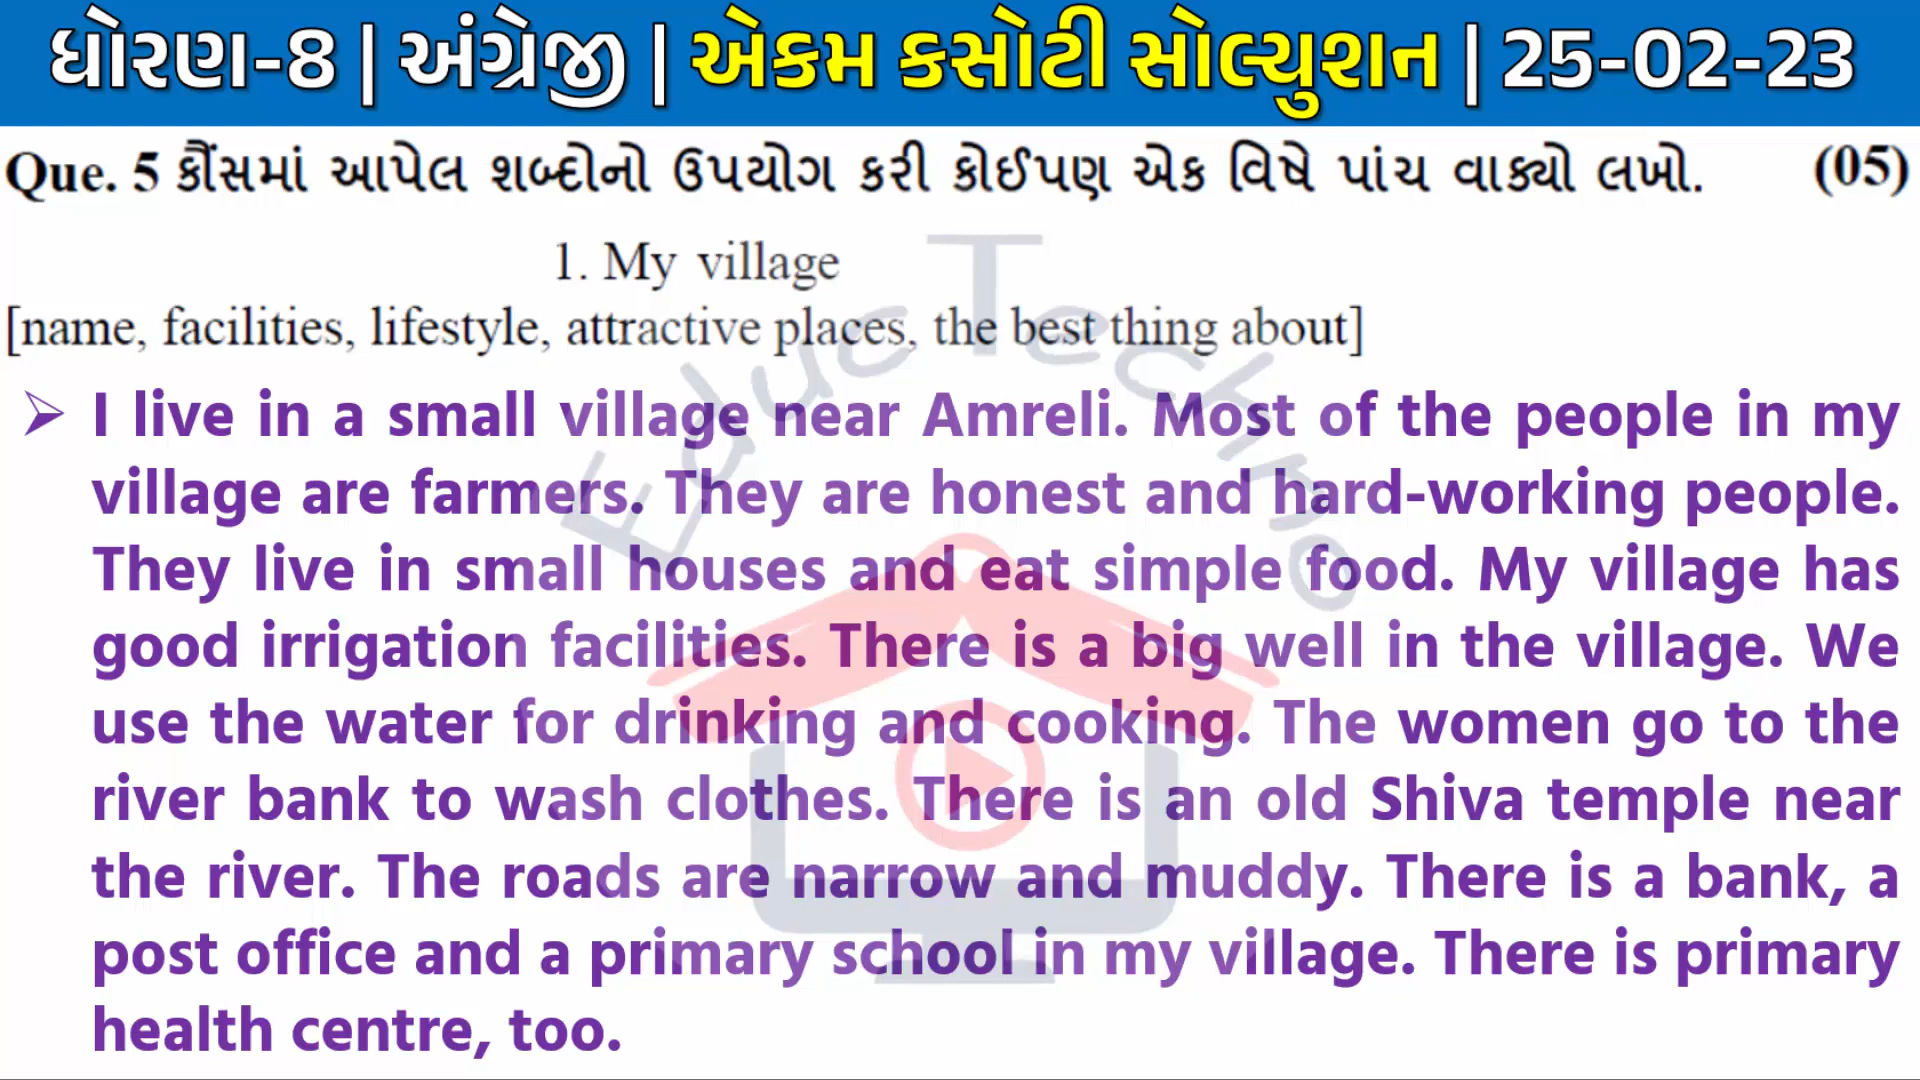 ધોરણ-8 | અંગ્રેજી | એકમ કસોટી સોલ્યુશન | 25-02-23
Que. 5 કૌંસમાં આપેલ શબ્દોનો ઉપયોગ કરી કોઈપણ એક વિષે પાંચ વાક્યો લખો. (05)
1. My village
[name, facilities, lifestyle, attractive places, the best thing about]
➢ I live in a small village near Amreli. Most of the people in my
village are farmers. They are honest and hard-working people.
They live in small houses and eat simple food. My village has
good irrigation facilities. There is a big well in the village. We
use the water for drinking and cooking. The women go to the
river bank to wash clothes. There is an old Shiva temple near
the river. The roads are narrow and muddy. There is a bank, a
post office and a primary school in my village. There is primary
health centre, too.
EducTechno